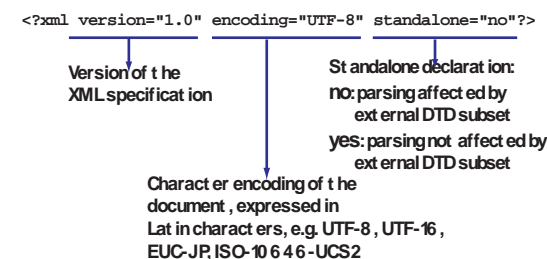 <?xml version="1.0" encoding="UTF-8" standalone="no"?>
Version of the
XML specification
Standalone declaration:
no: parsing affected by
external DTD subset
yes: parsing not affected by
external DTD subset
Character encoding of the
document, expressed in
Latin characters, e.g. UTF-8, UTF-16,
EUC-JP, ISO-10646-UCS2